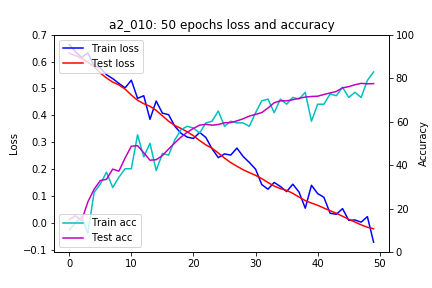 a2_010: 50 epochs loss and accuracy
Train loss
Test loss
Train acc
Test acc
Loss
Accuracy
0.7
0.6
0.5
0.4
0.3
0.2
0.1
0.0
−0.1
100
80
60
40
20
0
0 10 20 30 40 50